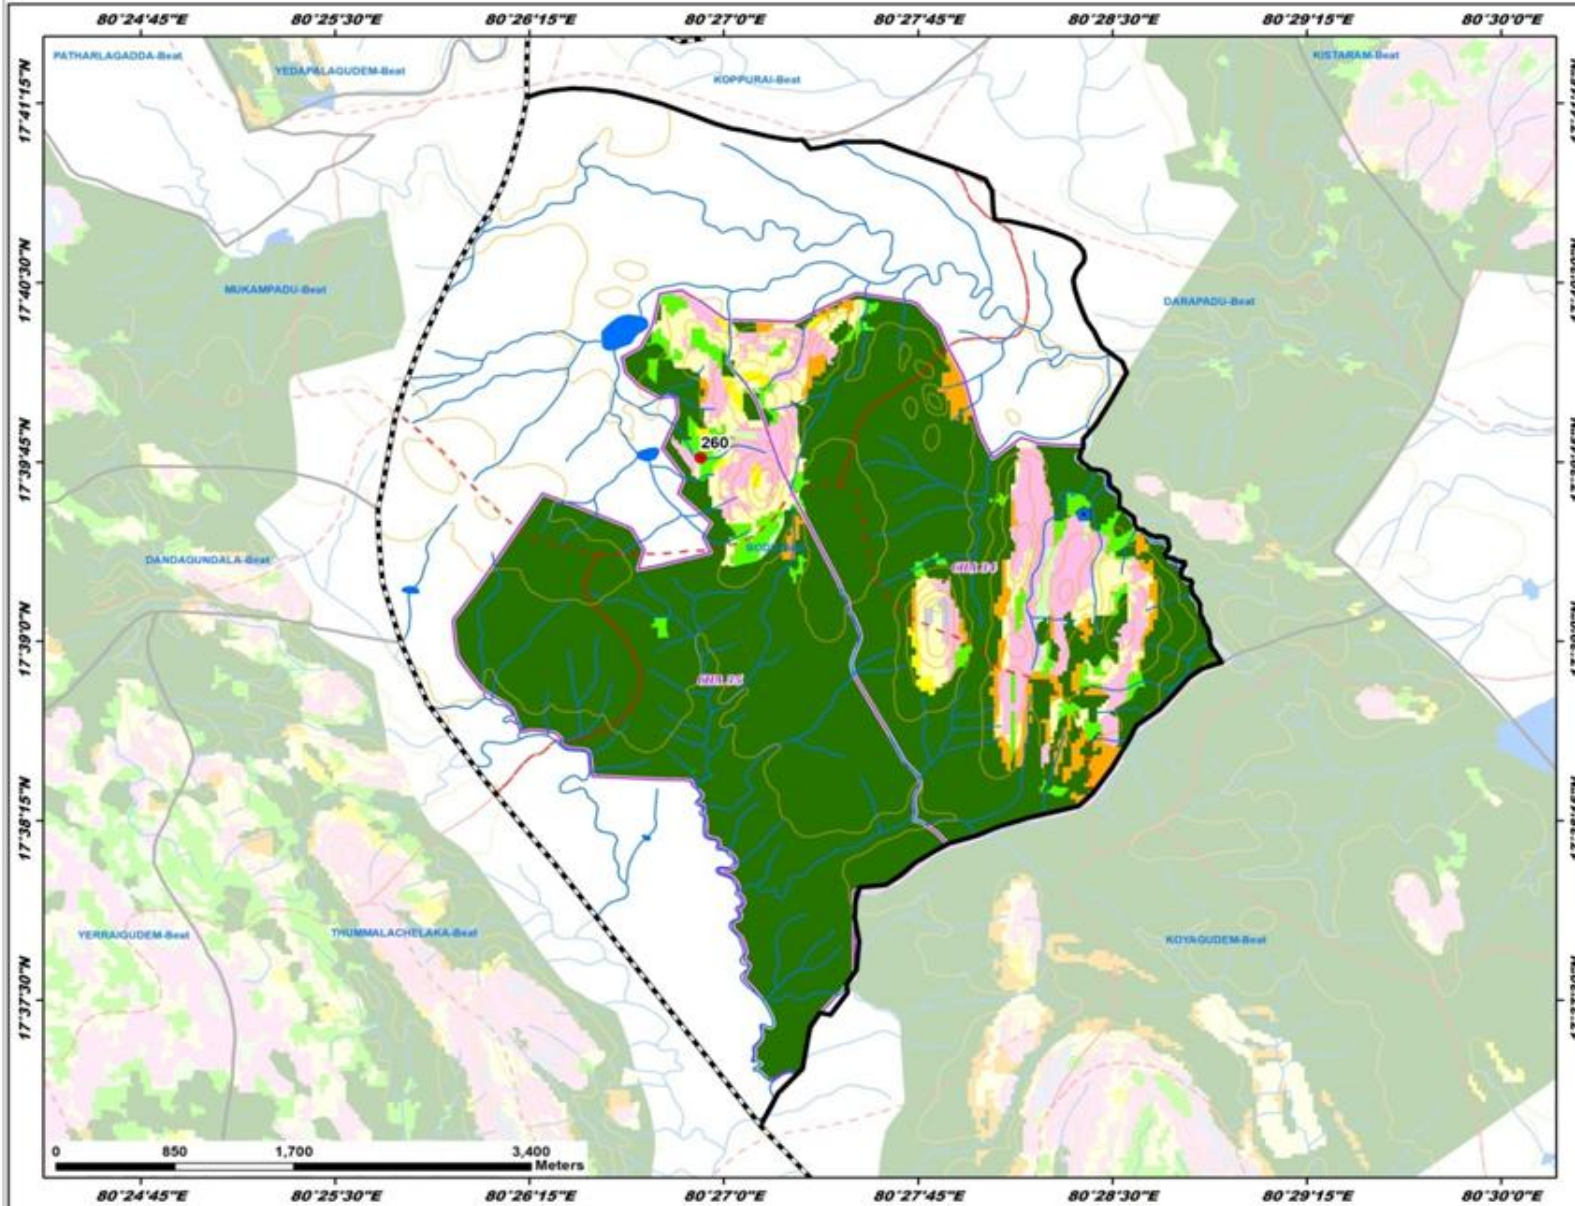 80°24'45"E 80°25'30"E 80°26'15"E 80°27'0"E 80°27'45"E 80°28'30"E 80°29'15"E 80°30'0"E
PATHARLAGADDA-Beat
YEDAPALAGUDEM-Beat
KOPPURAI-Beat
KISTARAM-Beat
17°41'15"N
17°40'30"N
MUKAMPADU-Beat
DARAPADU-Beat
260
17°39'45"N
DANDAGUNDALA-Beat
17°39'0"N
17°38'15"N
YERRAIGUDEM-Beat
THUMMALACHELAKA-Beat
KOYAGUDEM-Beat
17°37'30"N
0 850 1,700 3,400
Meters
80°24'45"E 80°25'30"E 80°26'15"E 80°27'0"E 80°27'45"E 80°28'30"E 80°29'15"E 80°30'0"E